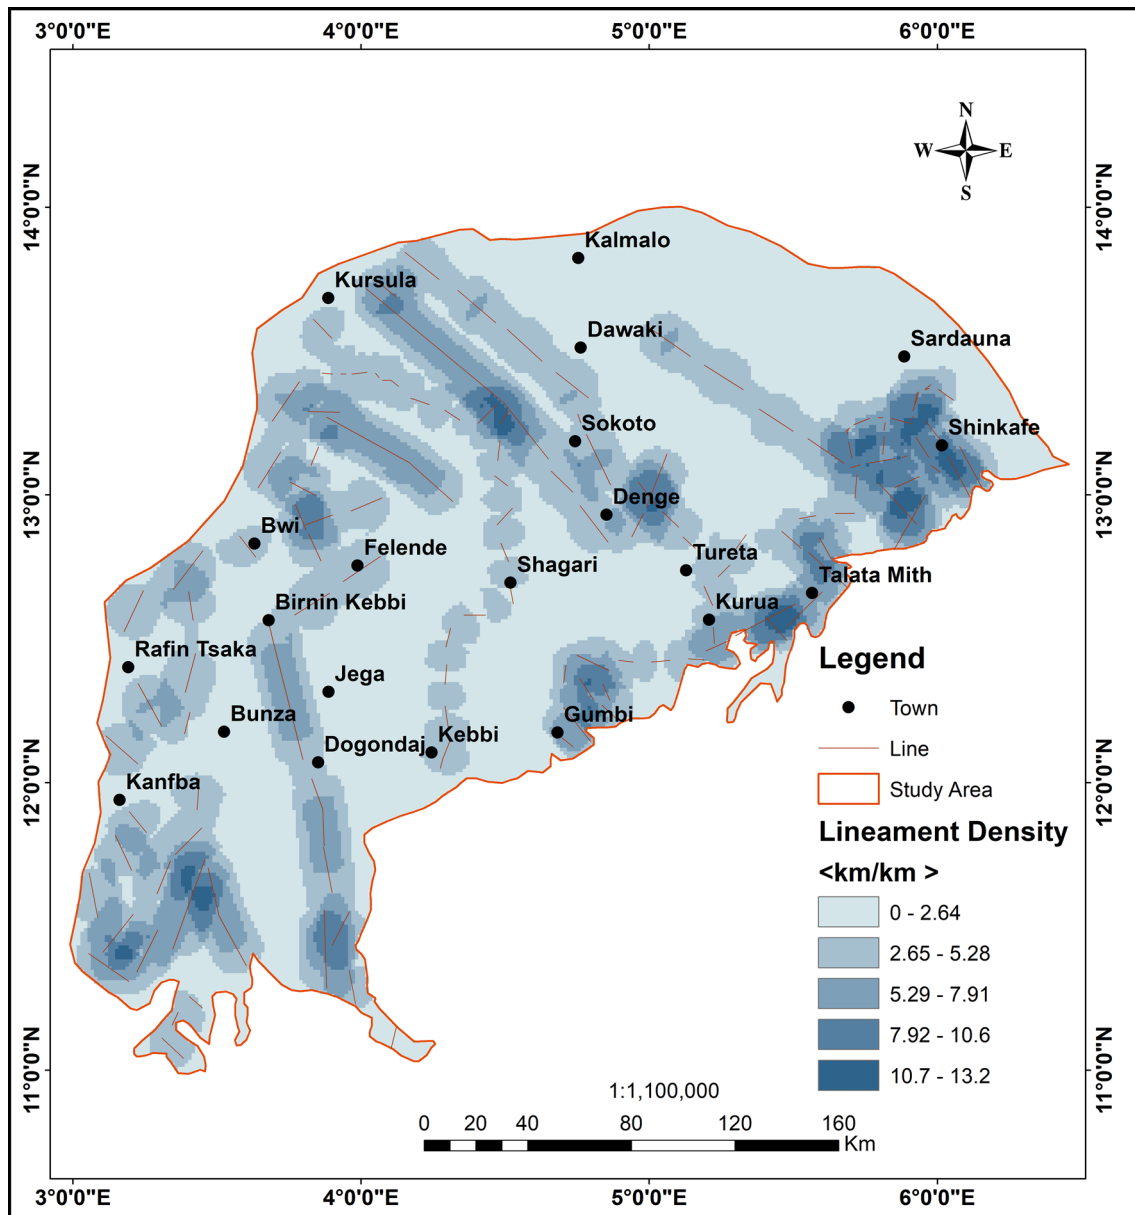 3°0'0"E 4°0'0"E 5°0'0"E 6°0'0"E
N
W E
S
14°0'0"N 14°0'0"N
Kalmalo
Kursula
Dawaki
Sardauna
Sokoto
Shinkafe
13°0'0"N 13°0'0"N
Denge
Bwi
Felende
Shagari
Tureta
Talata Mith
Birnin Kebbi
Kurua
Rafin Tsaka
Jega
Bunza
Gumbi
Kebbi
Dogondaj
Kanfba
12°0'0"N 12°0'0"N
11°0'0"N 11°0'0"N
Legend
Town
Line
Study Area
Lineament Density
<km/km >
0 - 2.64
2.65 - 5.28
5.29 - 7.91
7.92 - 10.6
10.7 - 13.2
1:1,100,000
0 20 40 80 120 160
Km
3°0'0"E 4°0'0"E 5°0'0"E 6°0'0"E